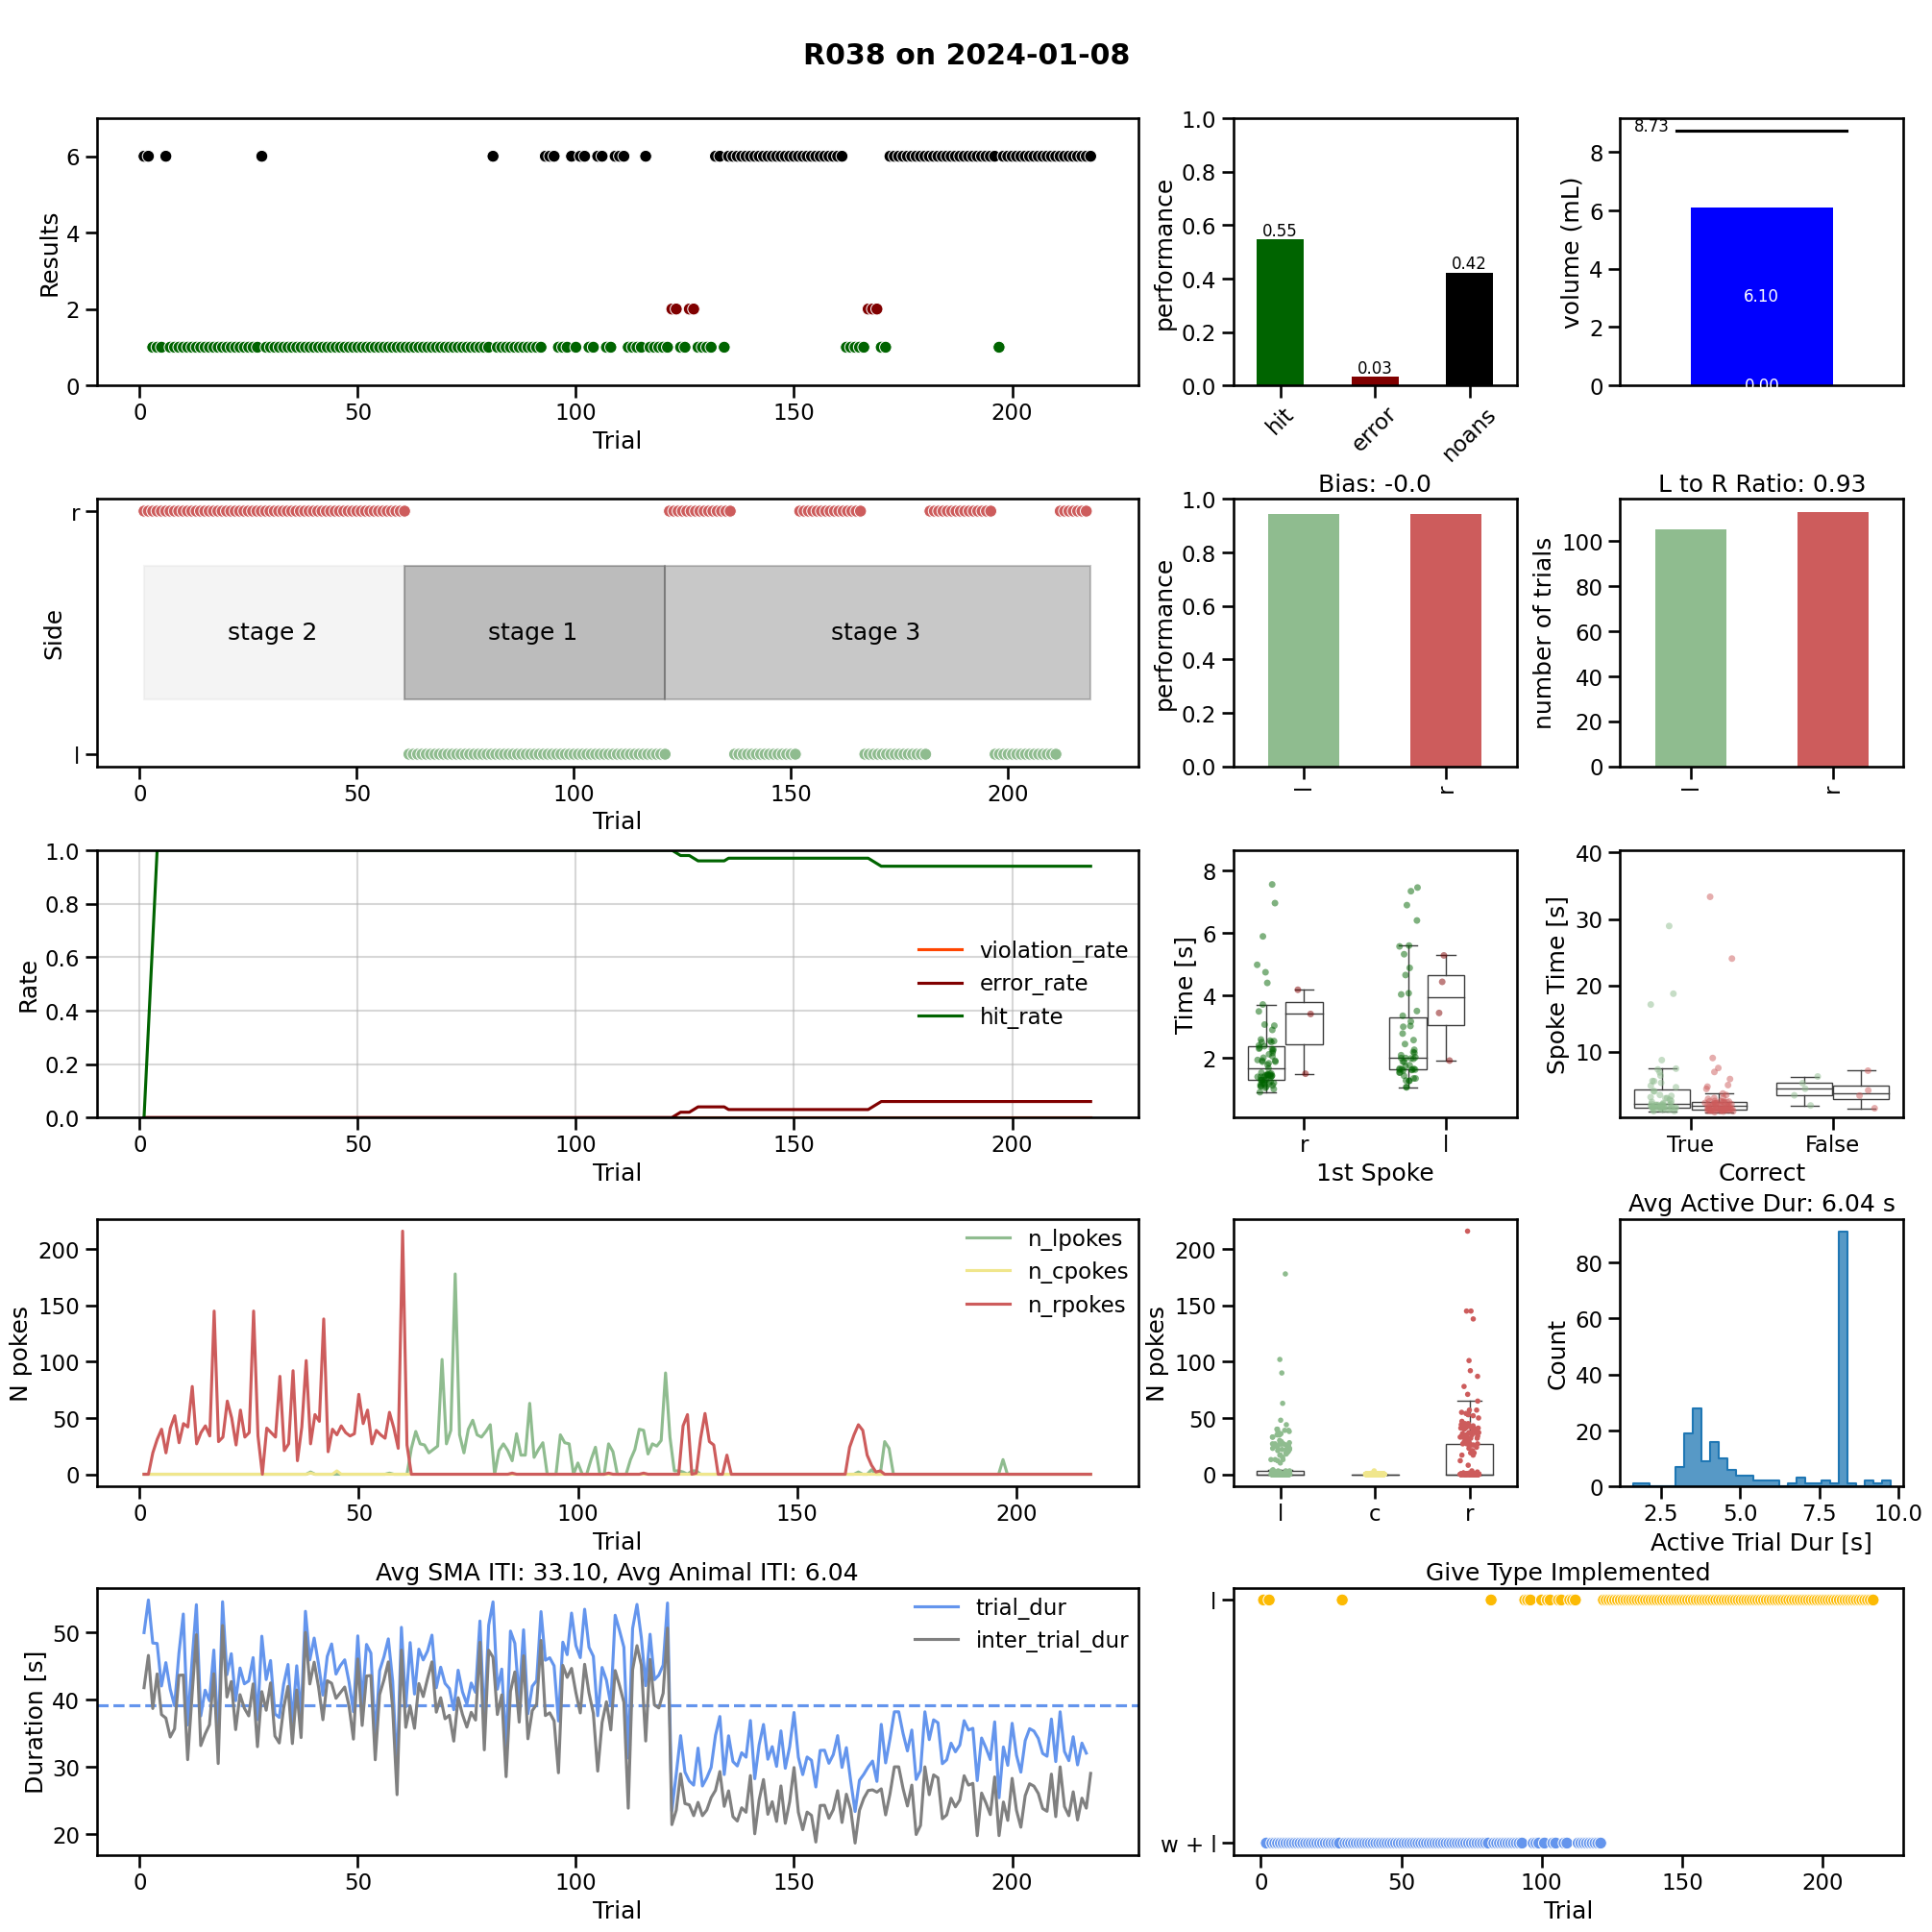 R038 on 2024-01-08
Results
6
4
2
0
0
50
100
150
200
Trial
performance
1.0
0.8
0.6
0.4
0.2
0.0
0.55
0.03
0.42
hit
error
noans
volume (mL)
8
6
4
2
0
8.73
6.10
0.00
Side
r
l
stage 2
stage 1
stage 3
0
50
100
150
200
Trial
Bias: -0.0
performance
1.0
0.8
0.6
0.4
0.2
0.0
l
r
L to R Ratio: 0.93
number of trials
100
80
60
40
20
0
l
r
Rate
1.0
0.8
0.6
0.4
0.2
0.0
violation_rate
error_rate
hit_rate
0
50
100
150
200
Trial
Time [s]
8
6
4
2
r
l
1st Spoke
Spoke Time [s]
40
30
20
10
True
False
Correct
N pokes
200
150
100
50
0
n_lpokes
n_cpokes
n_rpokes
0
50
100
150
200
Trial
N pokes
200
150
100
50
0
l
c
r
Avg Active Dur: 6.04 s
Count
80
60
40
20
0
2.5
5.0
7.5
10.0
Active Trial Dur [s]
Avg SMA ITI: 33.10, Avg Animal ITI: 6.04
Duration [s]
50
40
30
20
trial_dur
inter_trial_dur
0
50
100
150
200
Trial
Give Type Implemented
l
w + l
0
50
100
150
200
Trial